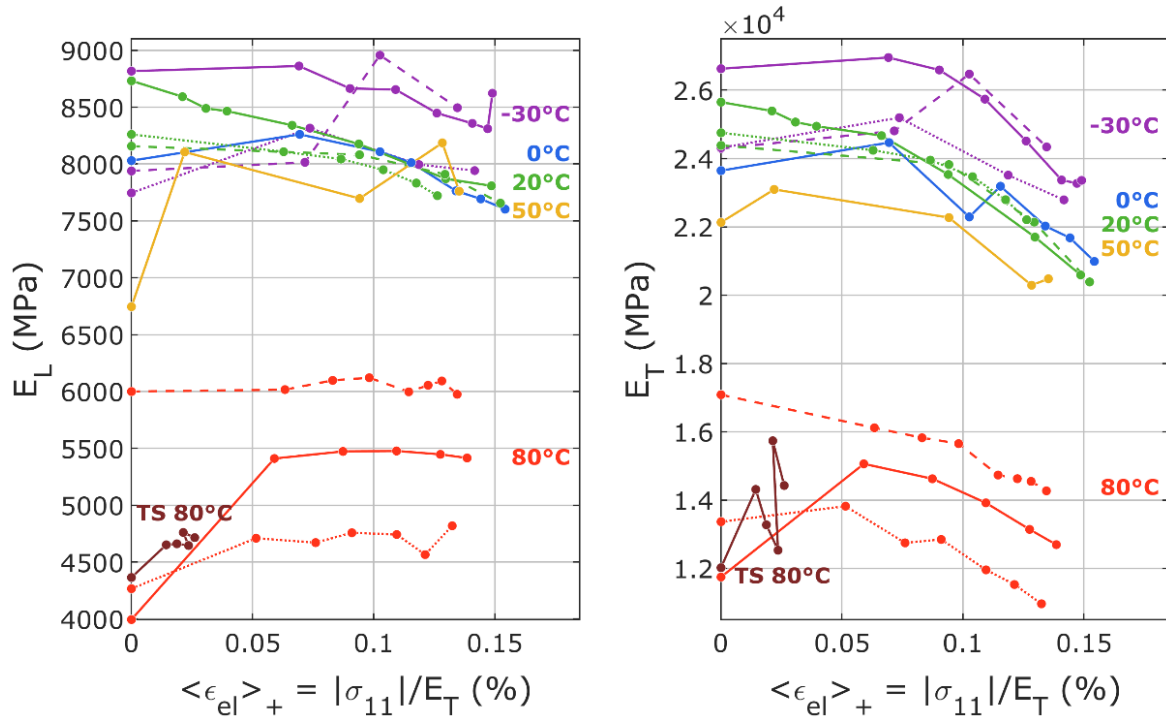 9000
8500
8000
7500
7000
6500
6000
5500
5000
4500
4000
E_L (MPa)
-30°C
0°C
20°C
50°C
80°C
TS 80°C
0
0.05
0.1
0.15
<ϵ_el>_+ = |σ_11|/E_T (%)
×10^4
2.6
2.4
2.2
2
1.8
1.6
1.4
1.2
E_T (MPa)
-30°C
0°C
20°C
50°C
80°C
TS 80°C
0
0.05
0.1
0.15
<ϵ_el>_+ = |σ_11|/E_T (%)